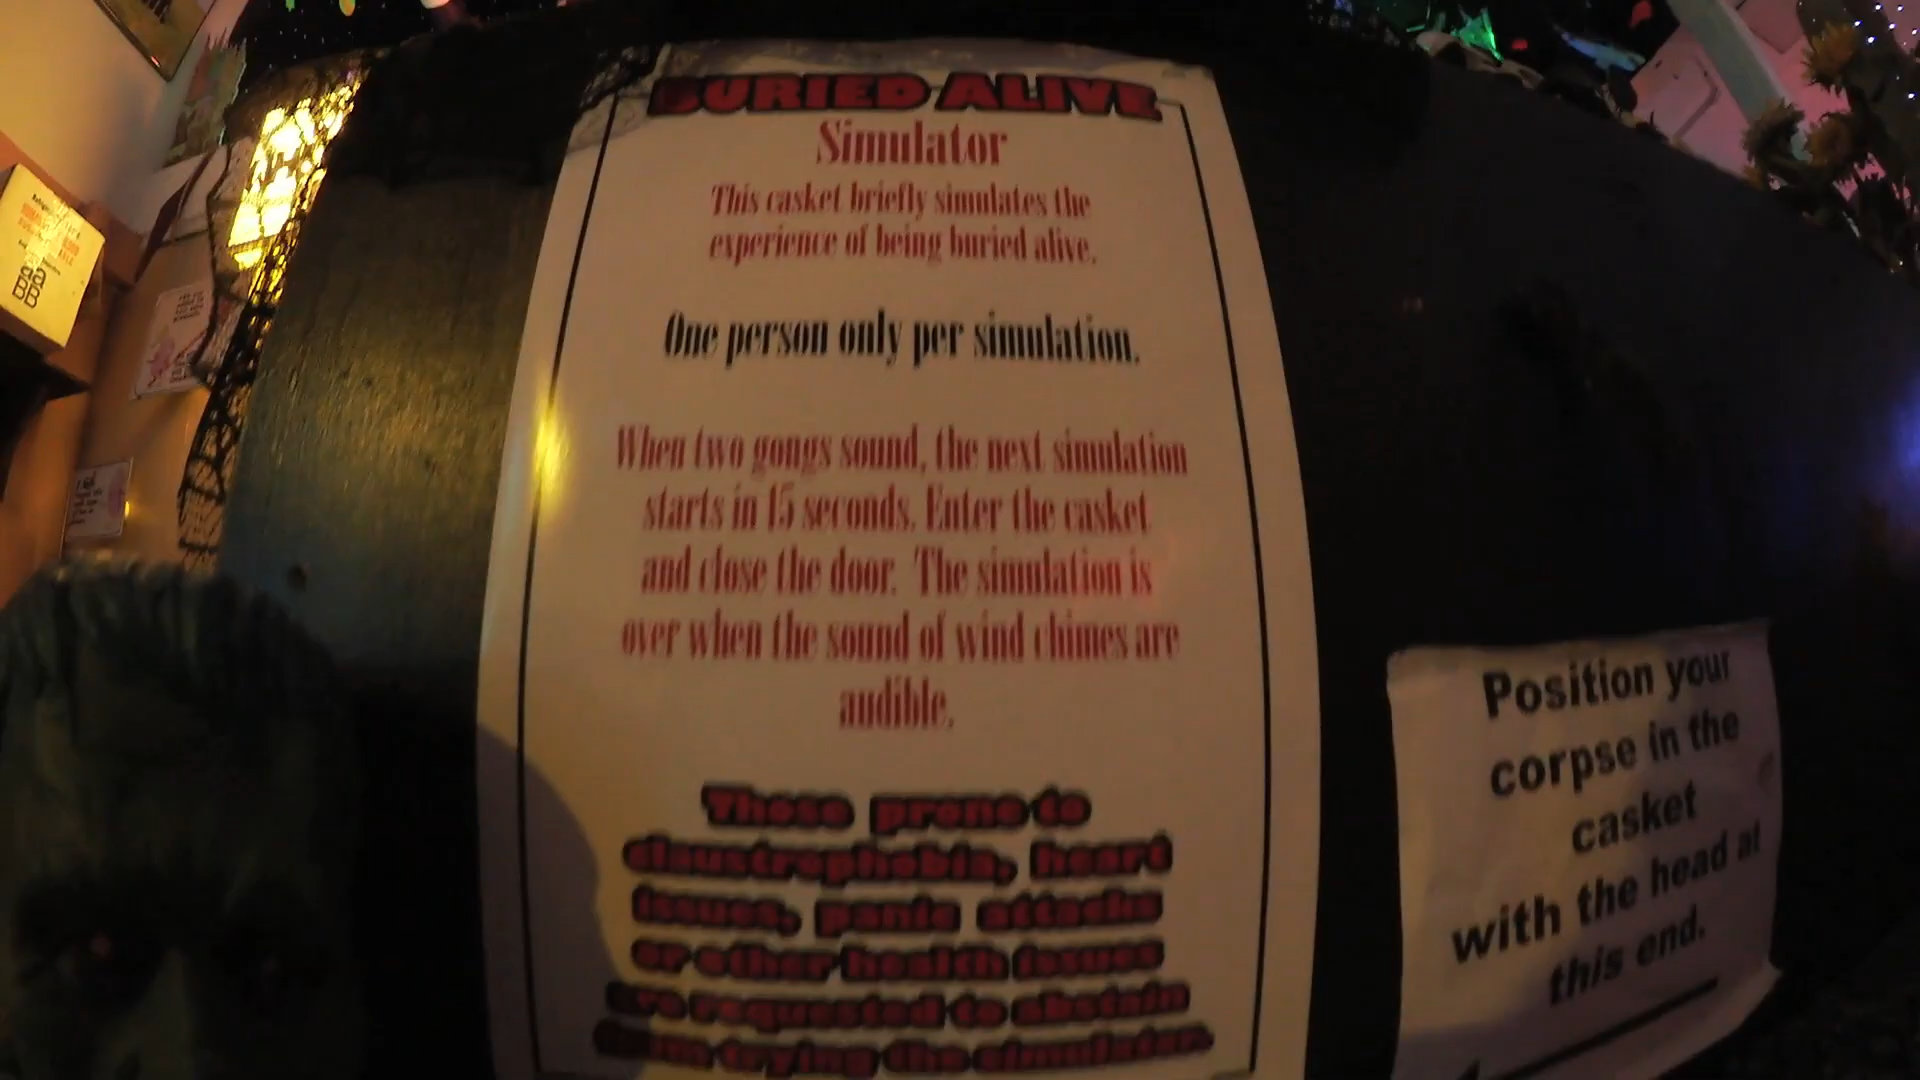 BURIED ALIVE
Simulator
This casket briefly simulates the
experience of being buried alive.
One person only per simulation.
When two gongs sound, the next simulation
starts in 15 seconds. Enter the casket
and close the door. The simulation is
over when the sound of wind chimes are
audible.
Those prone to
claustrophobia, heart
issues, panic attacks
or other health issues
are requested to abstain
from trying the simulator.
Position your
corpse in the
casket
with the head at
this end.